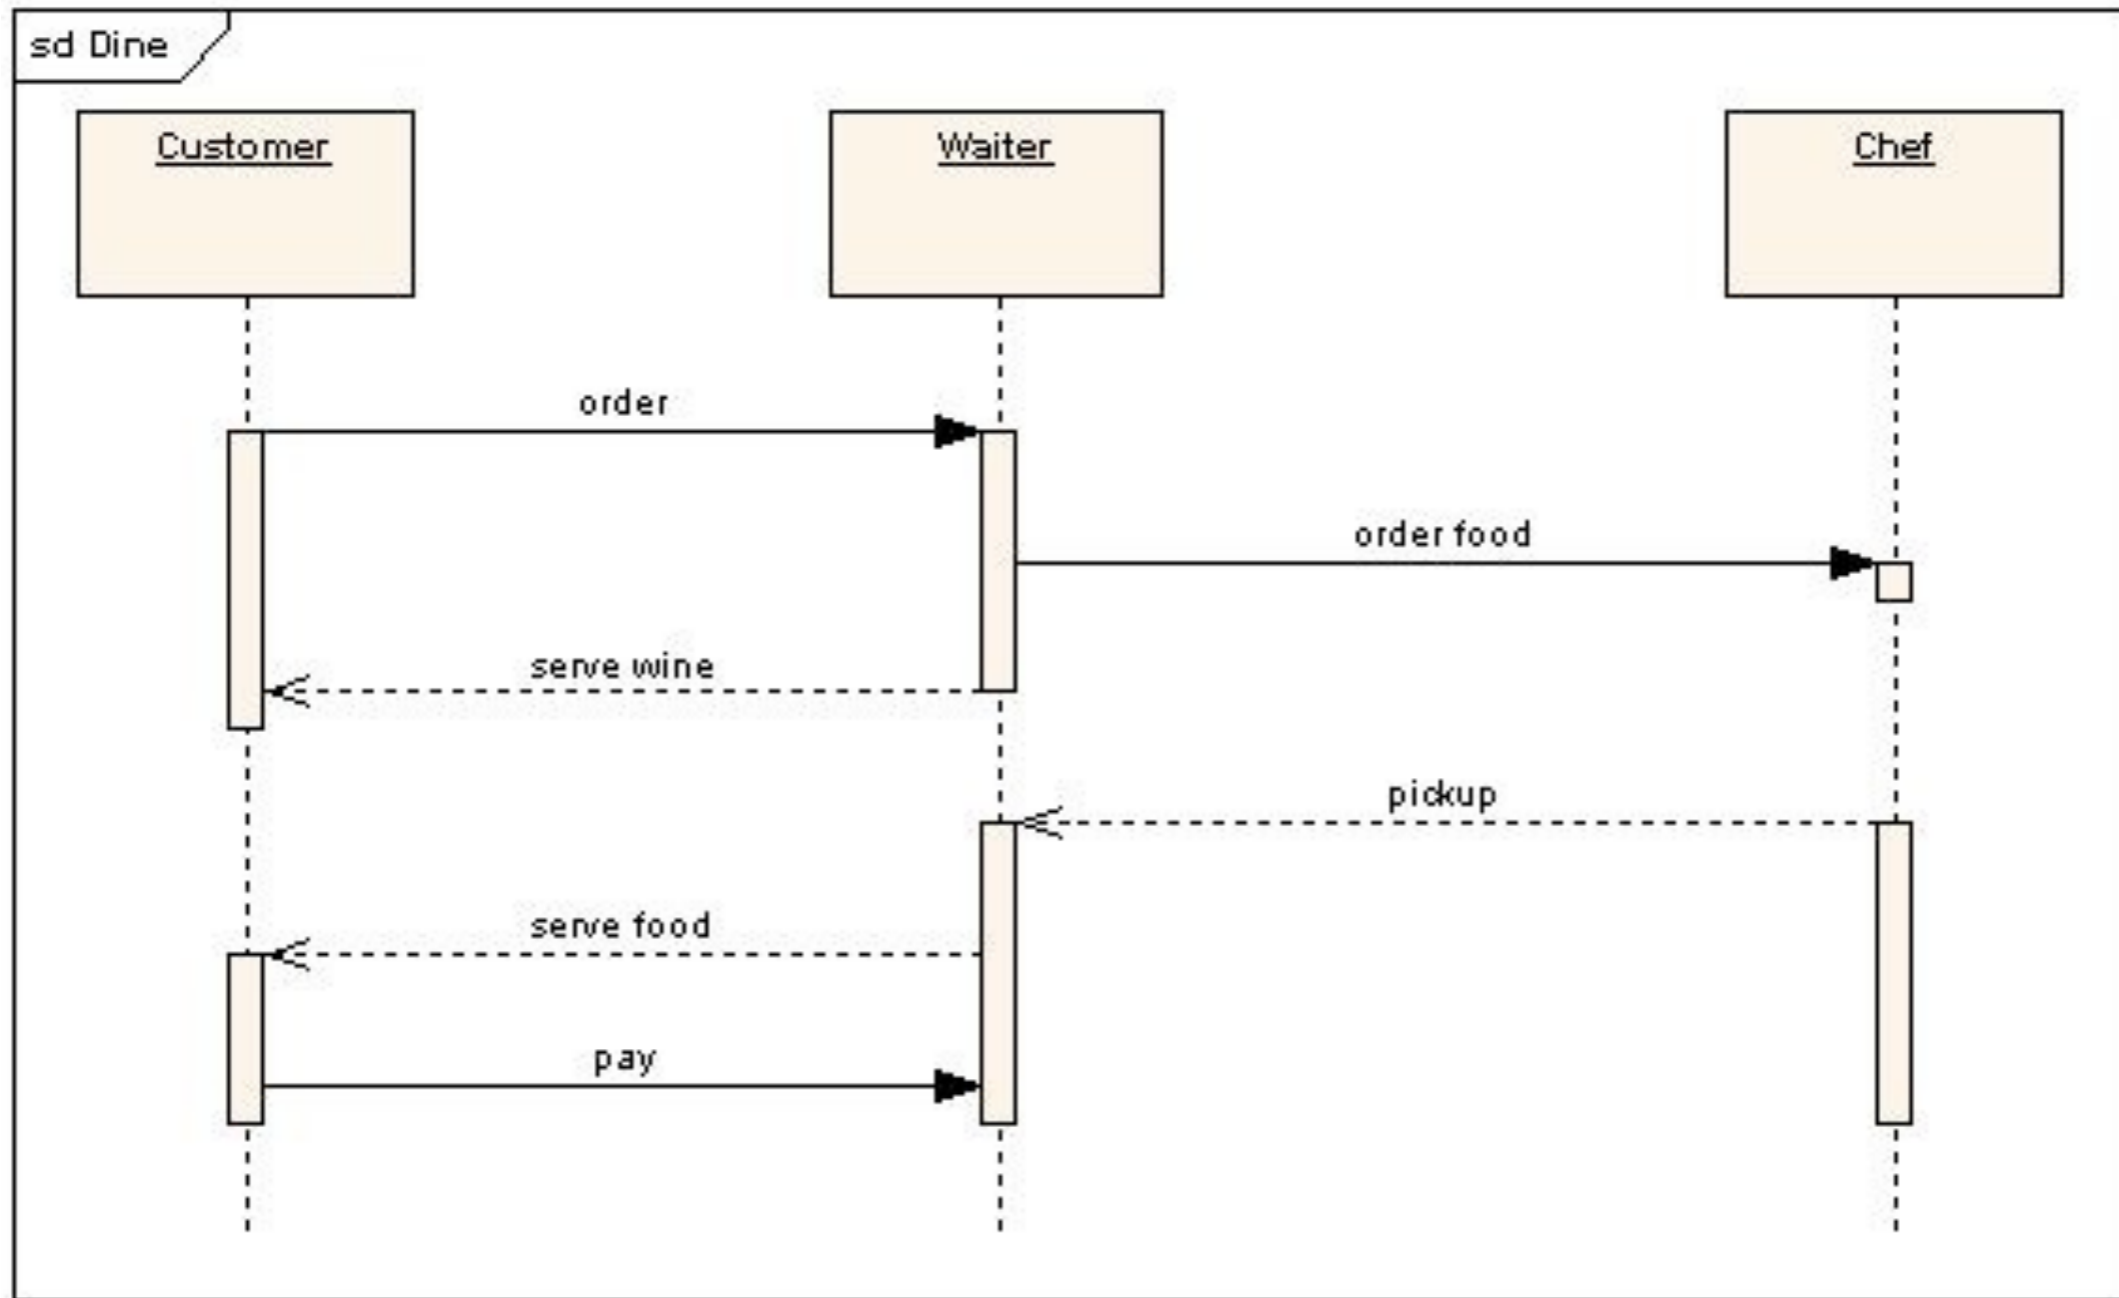 sd Dine
Customer
Waiter
Chef
order
order food
serve wine
pickup
serve food
pay